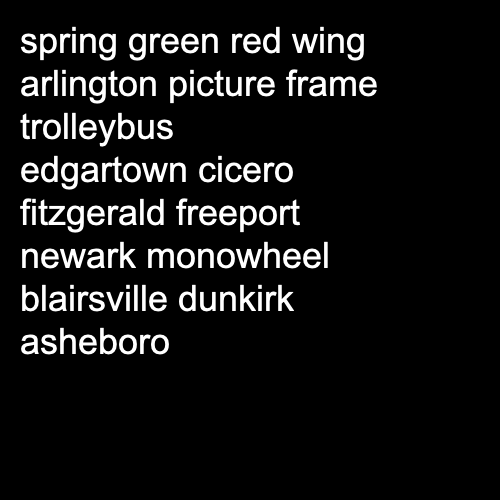 spring green red wing
arlington picture frame
trolleybus
edgartown cicero
fitzgerald freeport
newark monowheel
blairsville dunkirk
asheboro